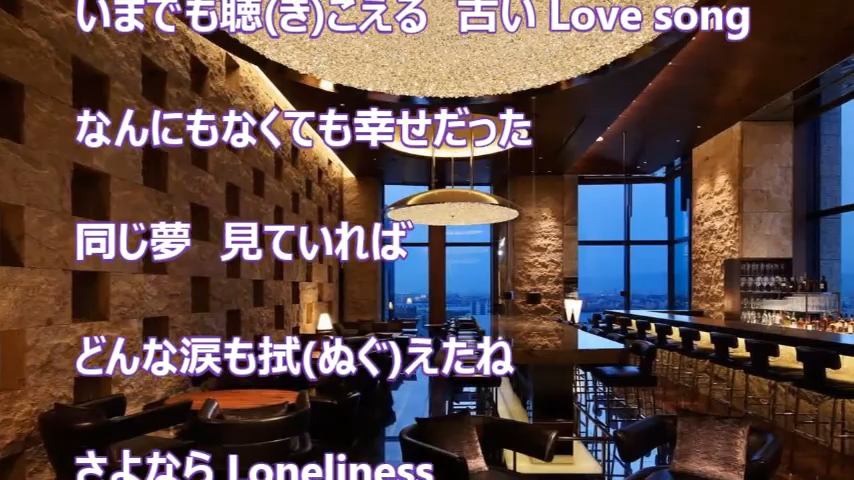 いまでも聴(き)こえる 古い Love song
なんにもなくても幸せだった
同じ夢 見ていれば
どんな涙も拭(ぬぐ)えたね
さよなら Loneliness